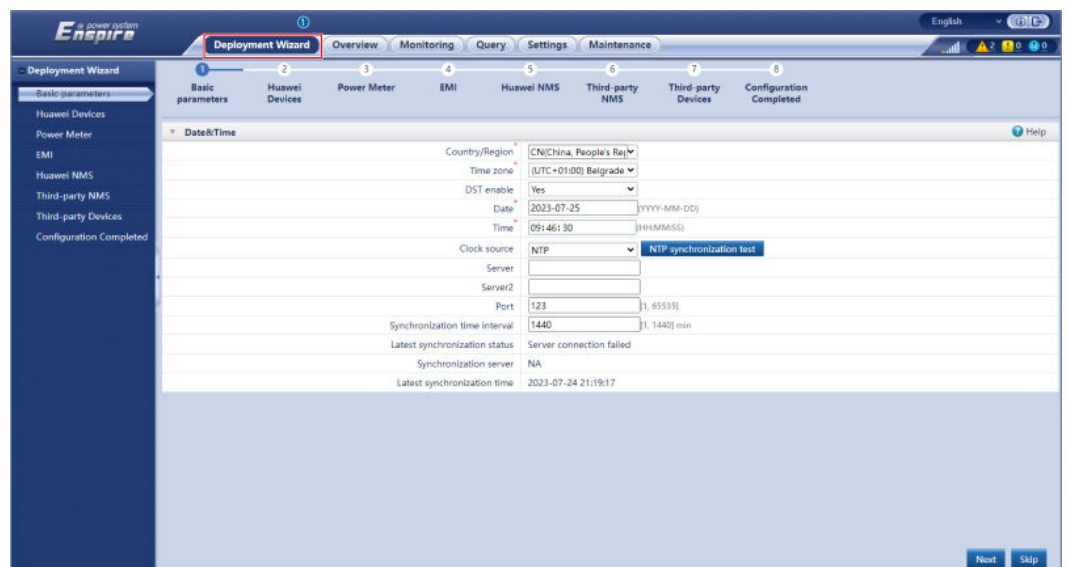 Enspire e power system
English
①
Deployment Wizard Overview Monitoring Query Settings Maintenance
2 0 0
Deployment Wizard
Basic parameters
Huawei Devices
Power Meter
EMI
Huawei NMS
Third-party NMS
Third-party Devices
Configuration Completed
1 2 3 4 5 6 7 8
Basic parameters Huawei Devices Power Meter EMI Huawei NMS Third-party NMS Third-party Devices Configuration Completed
Date&Time Help
Country/Region * CN(China, People's Rep
Time zone * (UTC+01:00) Belgrade
DST enable Yes
Date * 2023-07-25 (YYYY-MM-DD)
Time * 09:46:30 (HH:MM:SS)
Clock source NTP NTP synchronization test
Server
Server2
Port 123 [1, 65535]
Synchronization time interval 1440 [1, 1440] min
Latest synchronization status Server connection failed
Synchronization server NA
Latest synchronization time 2023-07-24 21:19:17
Next Skip